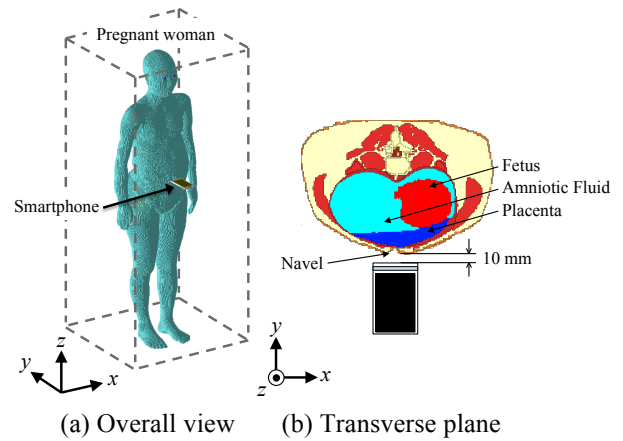 Pregnant woman
Smartphone
z
y
x
(a) Overall view
Fetus
Amniotic Fluid
Placenta
Navel
10 mm
y
z
x
(b) Transverse plane